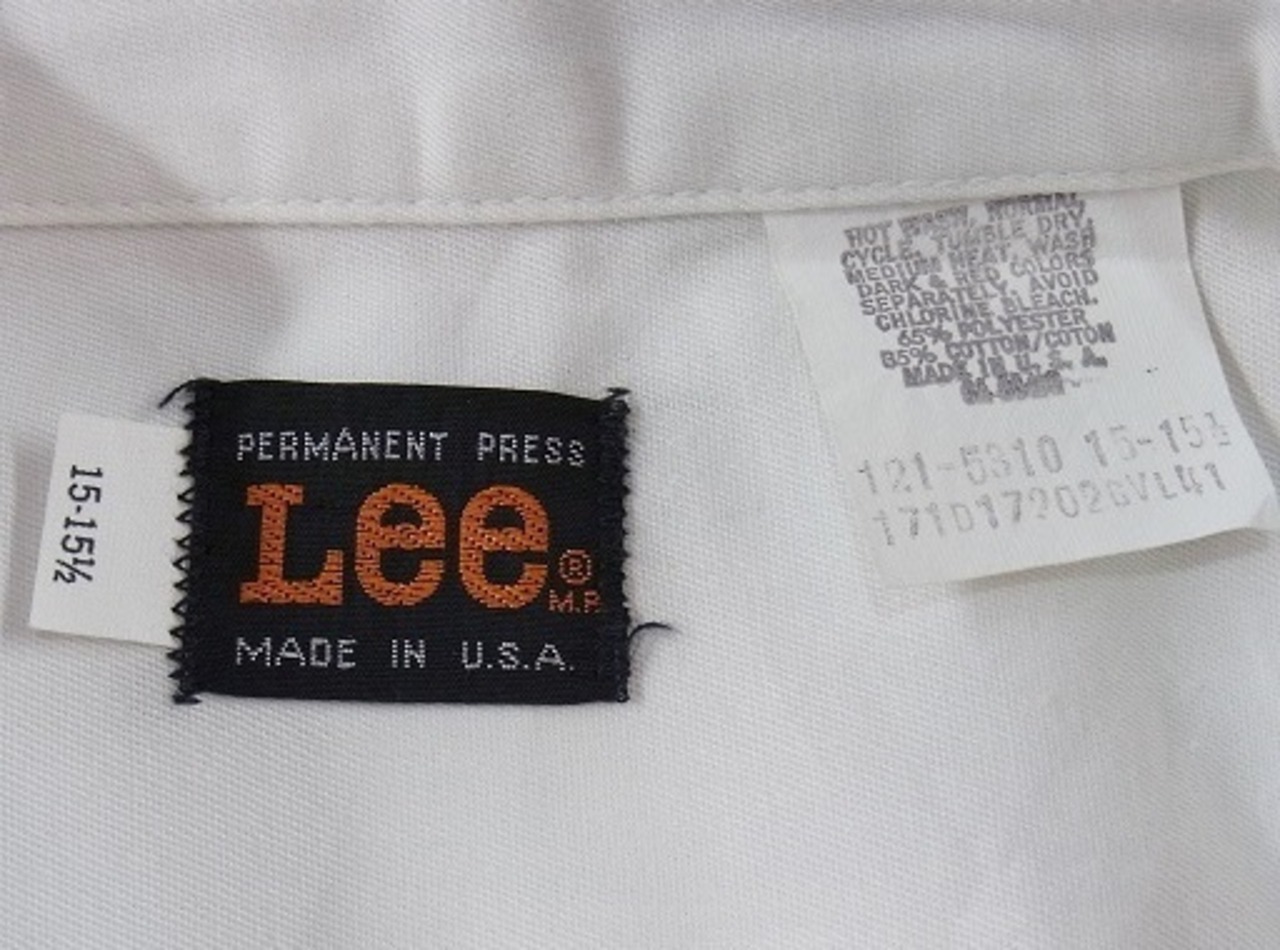 15-15½
PERMANENT PRESS
Lee®
M.R.
MADE IN U.S.A.
HOT WASH, NORMAL
CYCLE, TUMBLE DRY,
MEDIUM HEAT, WASH
DARK & RED COLORS
SEPARATELY. AVOID
CHLORINE BLEACH.
65% POLYESTER
85% COTTON/COTON
MADE IN U. S. A.
121-5310 15-15½